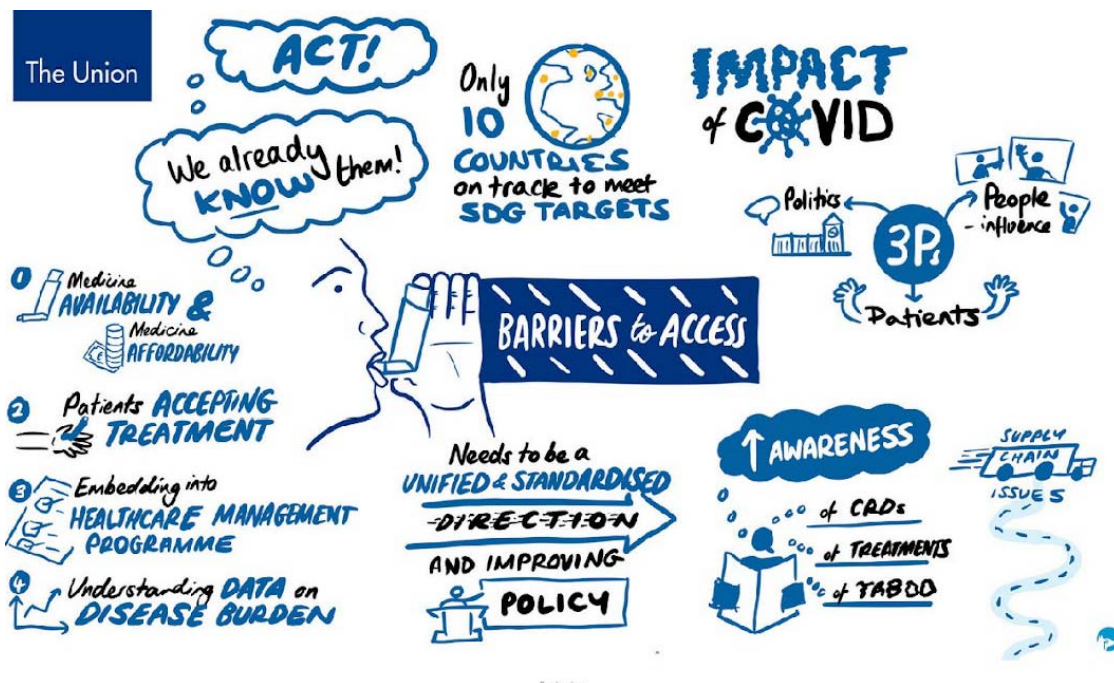 The Union
ACT!
We already
KNOW them!
Only
10
COUNTRIES
on track to meet
SDG TARGETS
IMPACT
of COVID
Politics
People
- influence
3Ps
Patients
1
Medicine
AVAILABILITY &
Medicine
AFFORDABILITY
2
Patients ACCEPTING
TREATMENT
3
Embedding into
HEALTHCARE MANAGEMENT
PROGRAMME
4
Understanding DATA on
DISEASE BURDEN
BARRIERS to ACCESS
Needs to be a
UNIFIED & STANDARDISED
DIRECTION
AND IMPROVING
POLICY
↑ AWARENESS
of CRDs
of TREATMENTS
of TABOO
SUPPLY
CHAIN
ISSUES